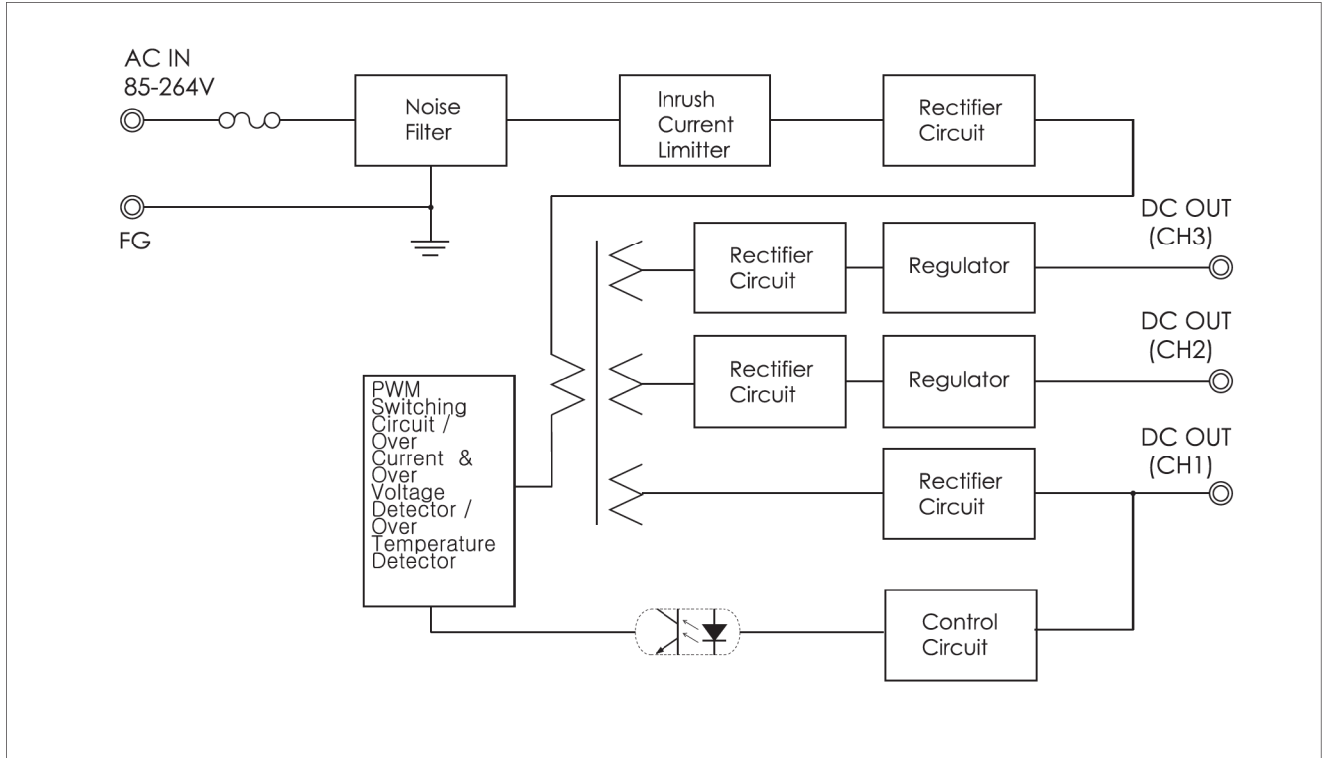 AC IN
85-264V
Noise
Filter
Inrush
Current
Limitter
Rectifier
Circuit
FG
DC OUT
(CH3)
Rectifier
Circuit
Regulator
DC OUT
(CH2)
Rectifier
Circuit
Regulator
PWM
Switching
Circuit /
Over
Current &
Over
Voltage
Detector /
Over
Temperature
Detector
DC OUT
(CH1)
Rectifier
Circuit
Control
Circuit